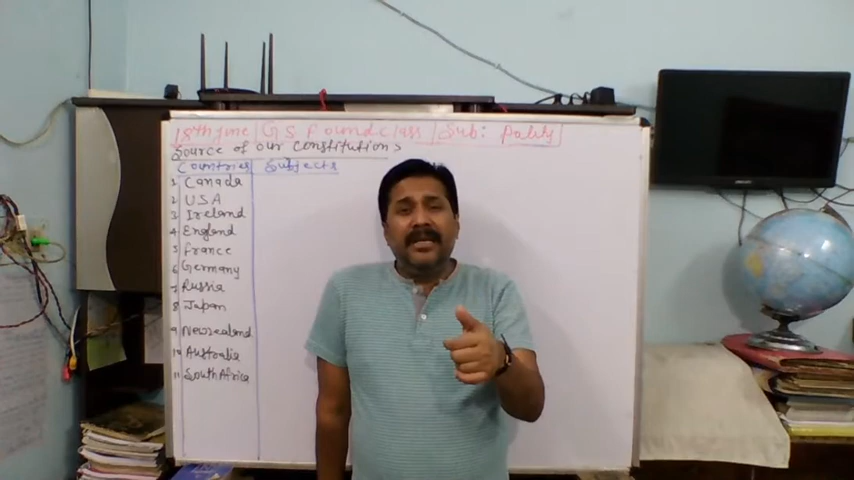 18th June | G S Pound class | Sub: Polity
Source of our constitution>
Countries Subjects
1 Canada
2 USA
3 Ireland
4 England
5 France
6 Germany
7 Russia
8 Japan
9 Newzealand
10 Australia
11 South Africa